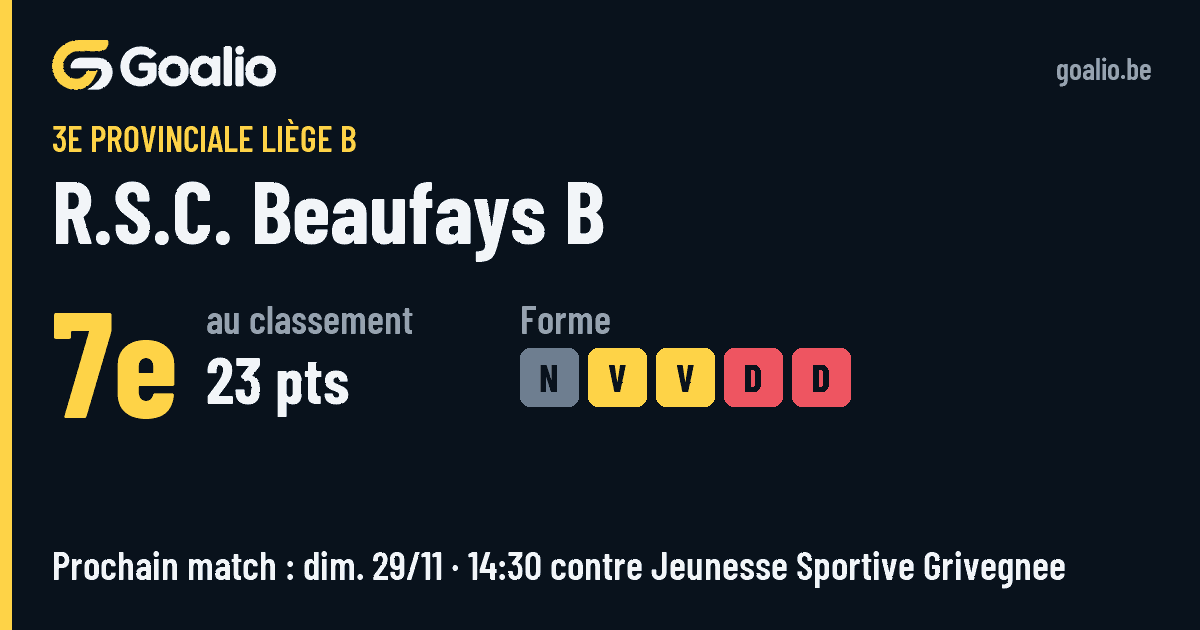 Goalio
goalio.be
3E PROVINCIALE LIÈGE B
R.S.C. Beaufays B
7e
au classement
23 pts
Forme
N V V D D
Prochain match : dim. 29/11 · 14:30 contre Jeunesse Sportive Grivegnee